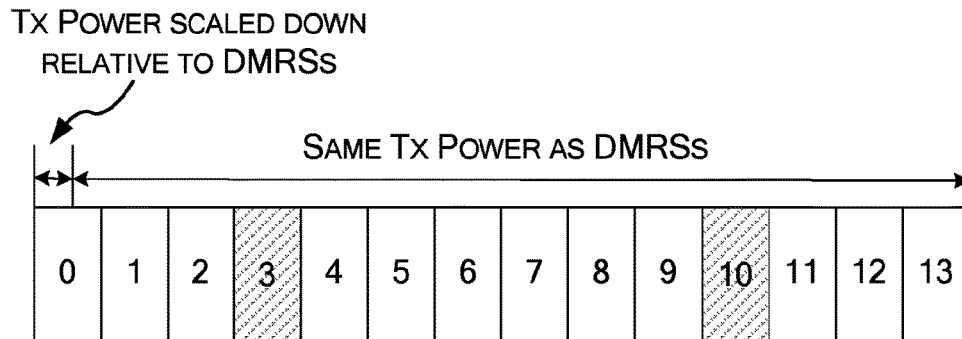 TX POWER SCALED DOWN
RELATIVE TO DMRSS
SAME TX POWER AS DMRSS
0 1 2 3 4 5 6 7 8 9 10 11 12 13